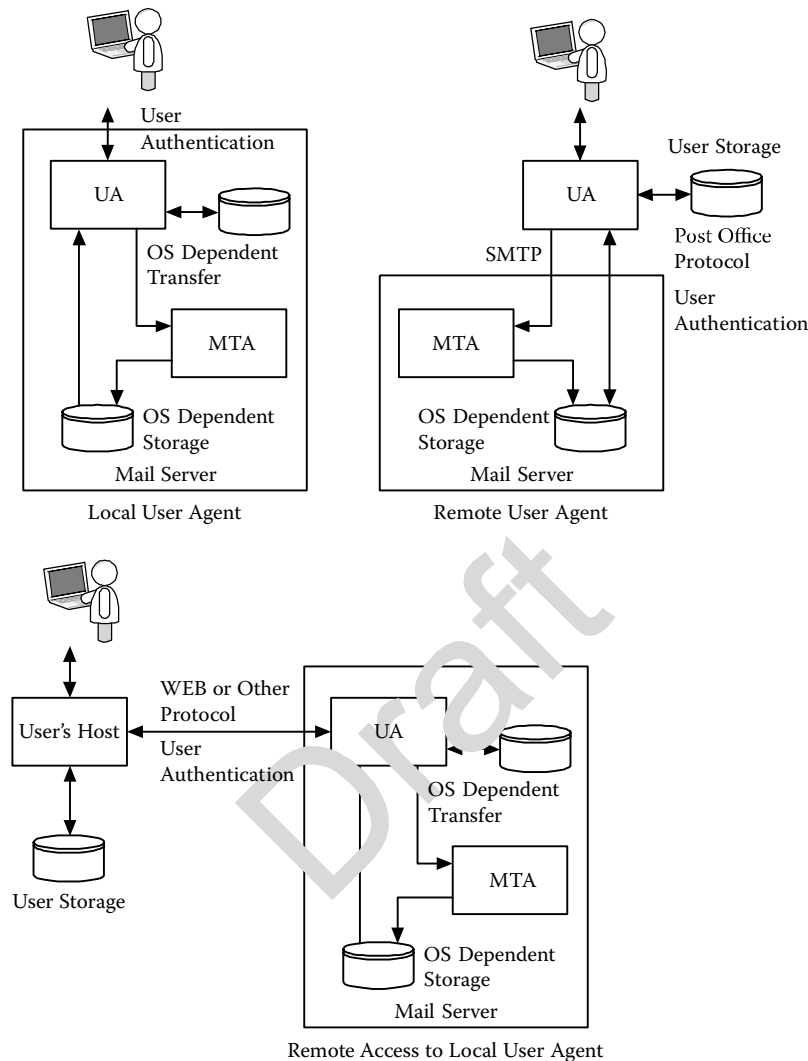 User
Authentication
UA
OS Dependent
Transfer
MTA
OS Dependent
Storage
Mail Server
Local User Agent
User Storage
UA
Post Office
Protocol
SMTP
User
Authentication
MTA
OS Dependent
Storage
Mail Server
Remote User Agent
Draft
WEB or Other
Protocol
User's Host
User
Authentication
UA
OS Dependent
Transfer
User Storage
MTA
OS Dependent
Storage
Mail Server
Remote Access to Local User Agent